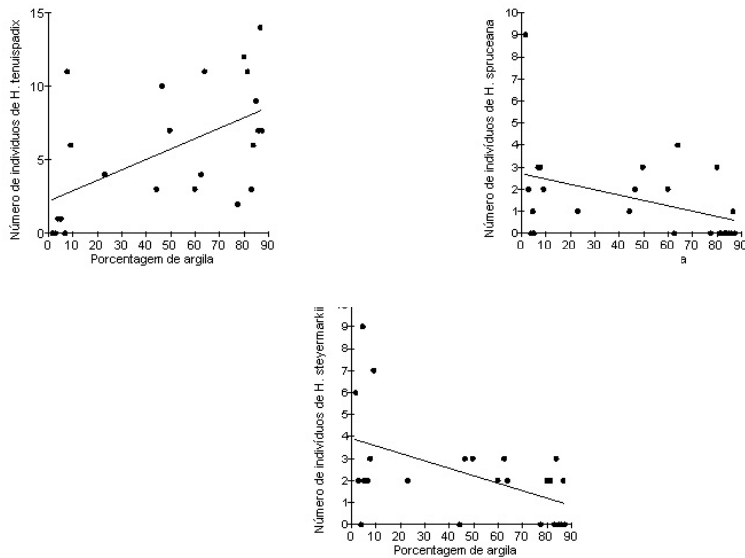 Número de indivíduos de H. tenuispadix
15
10
5
0
0 10 20 30 40 50 60 70 80 90
Porcentagem de argila
Número de indivíduos de H. spruceana
10
9
8
7
6
5
4
3
2
1
0
0 10 20 30 40 50 60 70 80 90
a
Número de indivíduos de H. steyermarkii
9
8
7
6
5
4
3
2
1
0
0 10 20 30 40 50 60 70 80 90
Porcentagem de argila